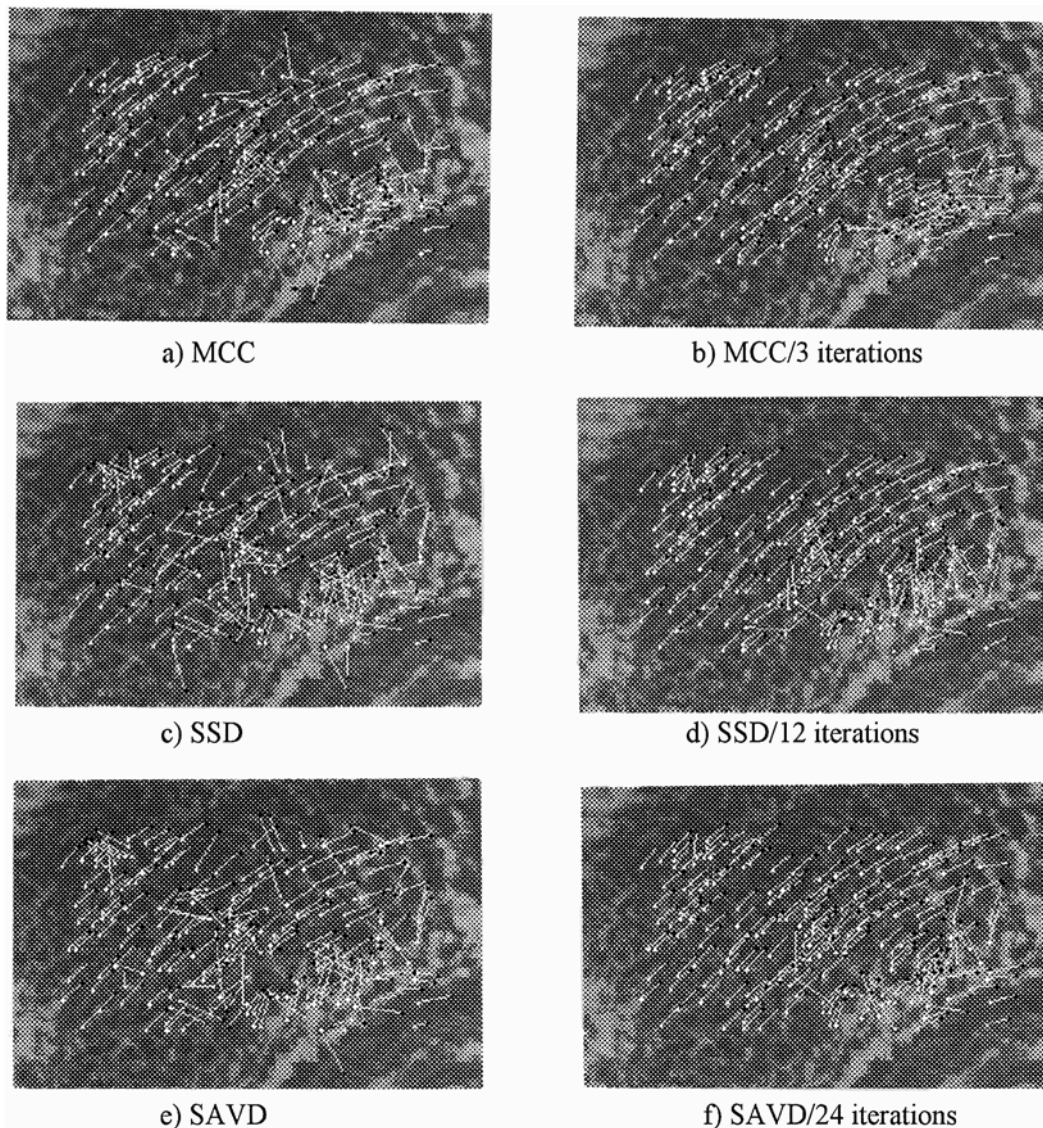 a) MCC
b) MCC/3 iterations
c) SSD
d) SSD/12 iterations
e) SAVD
f) SAVD/24 iterations